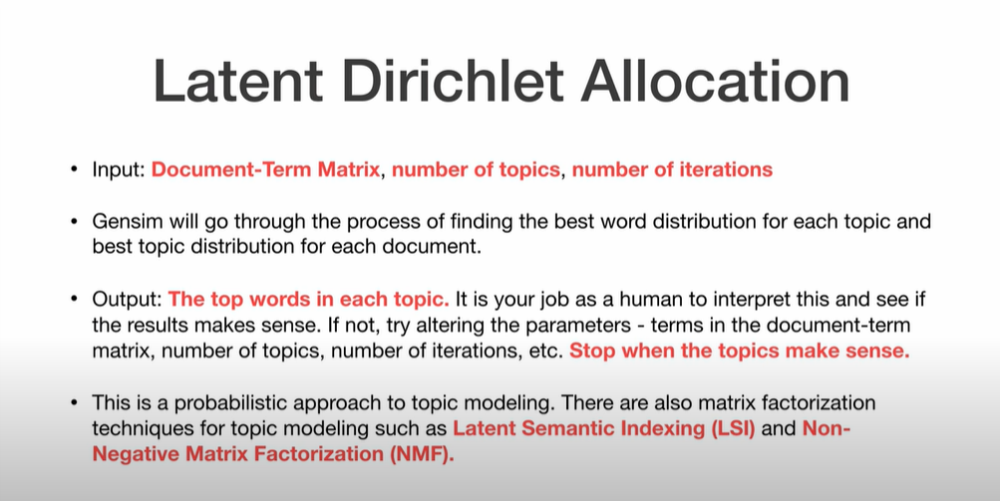 Latent Dirichlet Allocation
• Input: Document-Term Matrix, number of topics, number of iterations
• Gensim will go through the process of finding the best word distribution for each topic and
best topic distribution for each document.
• Output: The top words in each topic. It is your job as a human to interpret this and see if
the results makes sense. If not, try altering the parameters - terms in the document-term
matrix, number of topics, number of iterations, etc. Stop when the topics make sense.
• This is a probabilistic approach to topic modeling. There are also matrix factorization
techniques for topic modeling such as Latent Semantic Indexing (LSI) and Non-
Negative Matrix Factorization (NMF).